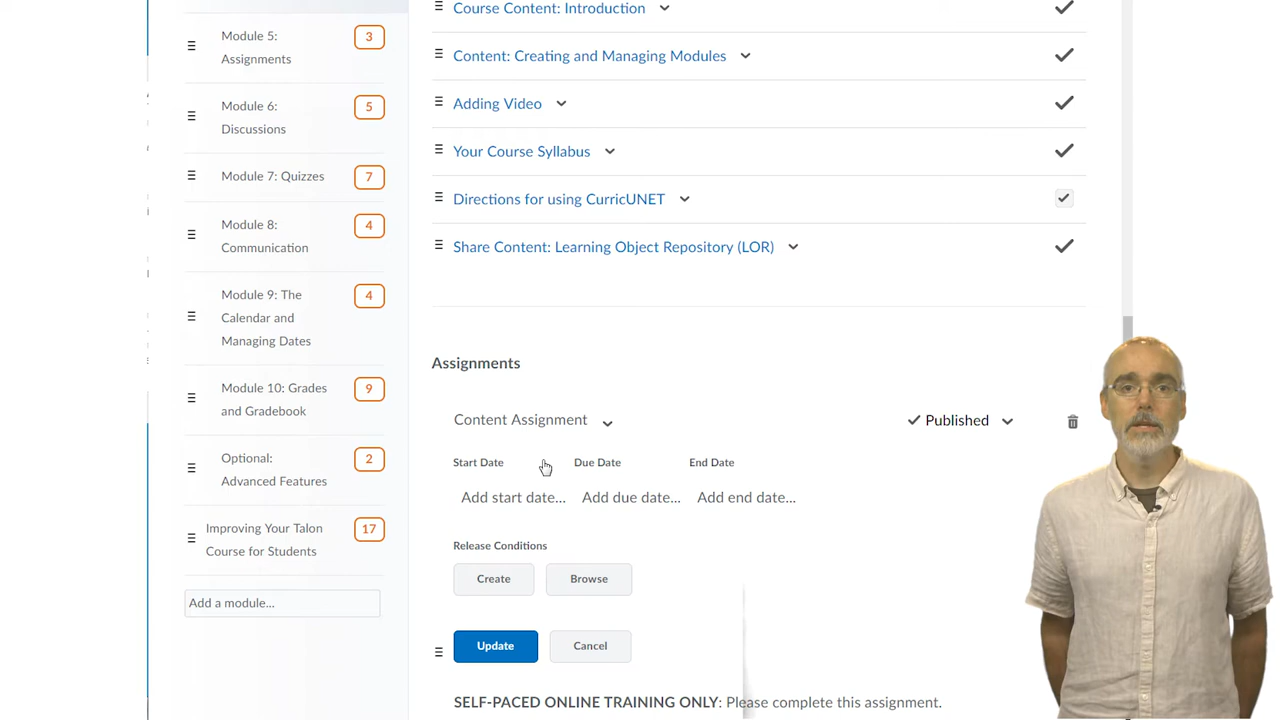 Course Content: Introduction
Content: Creating and Managing Modules
Adding Video
Your Course Syllabus
Directions for using CurricUNET
Share Content: Learning Object Repository (LOR)
Module 5:
Assignments
3
Module 6:
Discussions
5
Module 7: Quizzes
7
Module 8:
Communication
4
Module 9: The
Calendar and
Managing Dates
4
Module 10: Grades
and Gradebook
9
Optional:
Advanced Features
2
Improving Your Talon
Course for Students
17
Add a module...
Assignments
Content Assignment
Published
Start Date
Due Date
End Date
Add start date...
Add due date...
Add end date...
Release Conditions
Create
Browse
Update
Cancel
SELF-PACED ONLINE TRAINING ONLY: Please complete this assignment.